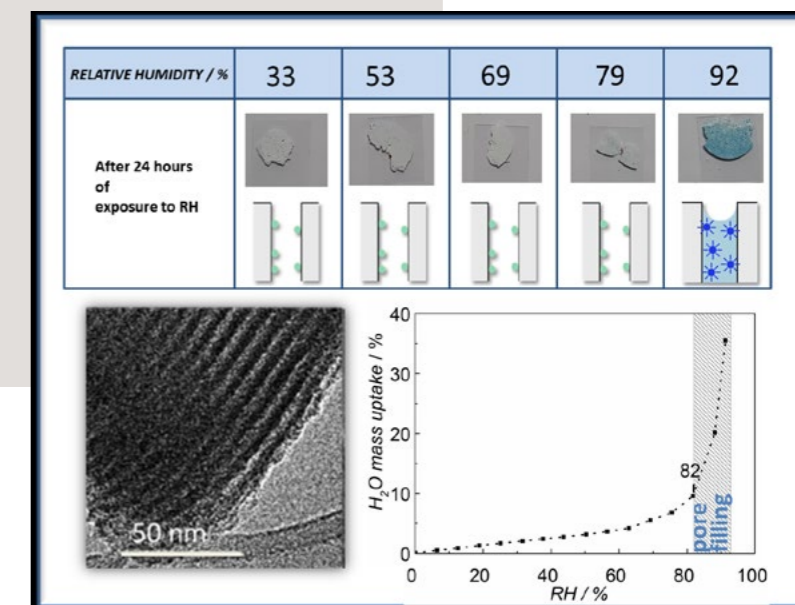 RELATIVE HUMIDITY / % 33 53 69 79 92
After 24 hours
of
exposure to RH
50 nm
40
30
20
10
0
H₂O mass uptake / %
82
pore
filling
0 20 40 60 80 100
RH / %